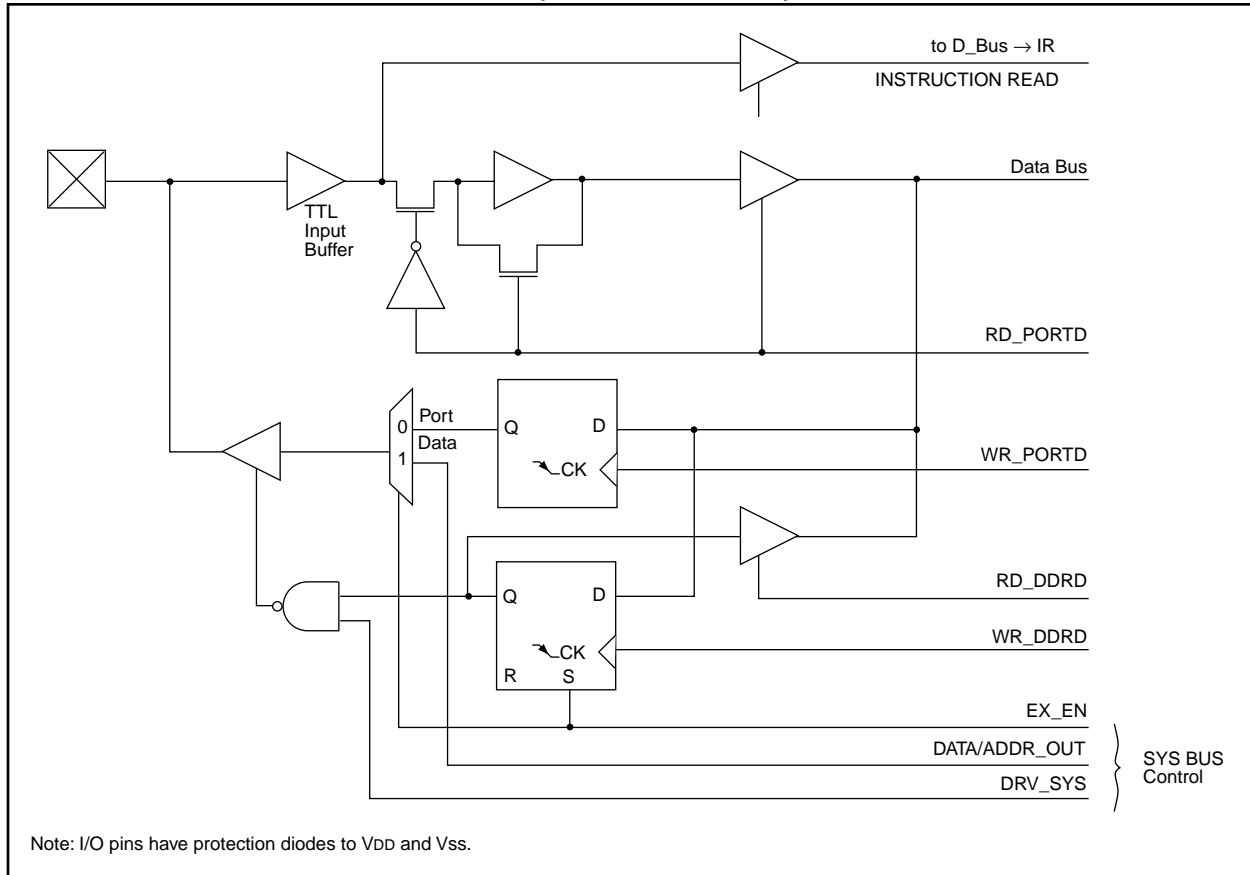 to D_Bus → IR
INSTRUCTION READ
Data Bus
TTL
Input
Buffer
RD_PORTD
0
Port
Q
D
Data
1
CK
WR_PORTD
RD_DDRD
Q
D
WR_DDRD
CK
R
S
EX_EN
DATA/ADDR_OUT
SYS BUS
Control
DRV_SYS
Note: I/O pins have protection diodes to VDD and Vss.